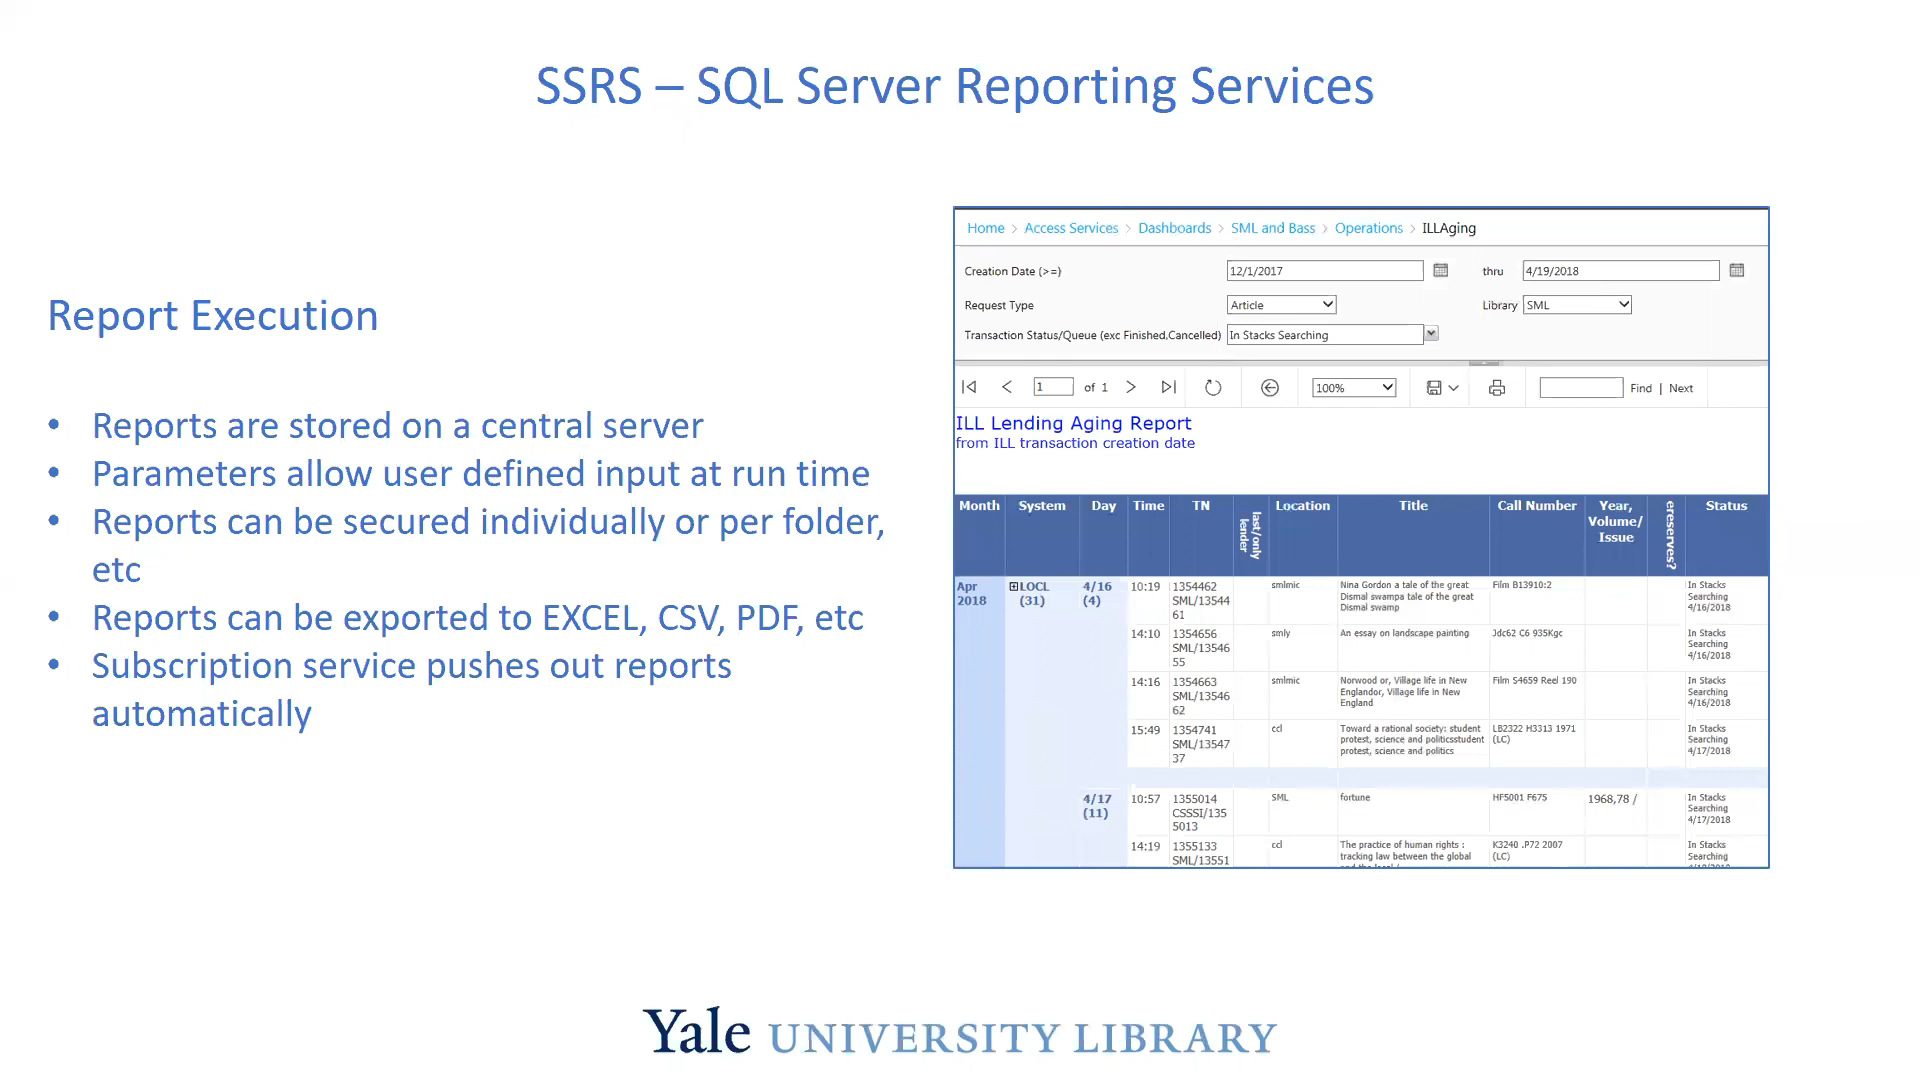 SSRS – SQL Server Reporting Services
Report Execution
• Reports are stored on a central server
• Parameters allow user defined input at run time
• Reports can be secured individually or per folder,
etc
• Reports can be exported to EXCEL, CSV, PDF, etc
• Subscription service pushes out reports
automatically
Home > Access Services > Dashboards > SML and Bass > Operations > ILLAging
Creation Date (>=) 12/1/2017 thru 4/19/2018
Request Type Article Library SML
Transaction Status/Queue (exc Finished,Cancelled) In Stacks Searching
1 of 1 100% Find | Next
ILL Lending Aging Report
from ILL transaction creation date
Month System Day Time TN last/only lender Location Title Call Number Year, Volume/ Issue ereserves? Status
Apr LOCL 4/16 10:19 1354462 smlmic Nina Gordon a tale of the great Film B13910:2 In Stacks
2018 (31) (4) SML/13544 Dismal swampa tale of the great Searching
61 Dismal swamp 4/16/2018
14:10 1354656 smly An essay on landscape painting Jdc62 C6 935Kgc In Stacks
SML/13546 Searching
55 4/16/2018
14:16 1354663 smlmic Norwood or, Village life in New Film S4659 Reel 190 In Stacks
SML/13546 Englandor, Village life in New Searching
62 England 4/16/2018
15:49 1354741 ccl Toward a rational society: student LB2322 H3313 1971 In Stacks
SML/13547 protest, science and politicsstudent (LC) Searching
37 protest, science and politics 4/17/2018
4/17 10:57 1355014 SML fortune HF5001 F675 1968,78 / In Stacks
(11) CSSSI/135 Searching
5013 4/17/2018
14:19 1355133 ccl The practice of human rights : K3240 .P72 2007 In Stacks
SML/13551 tracking law between the global (LC) Searching
Yale UNIVERSITY LIBRARY